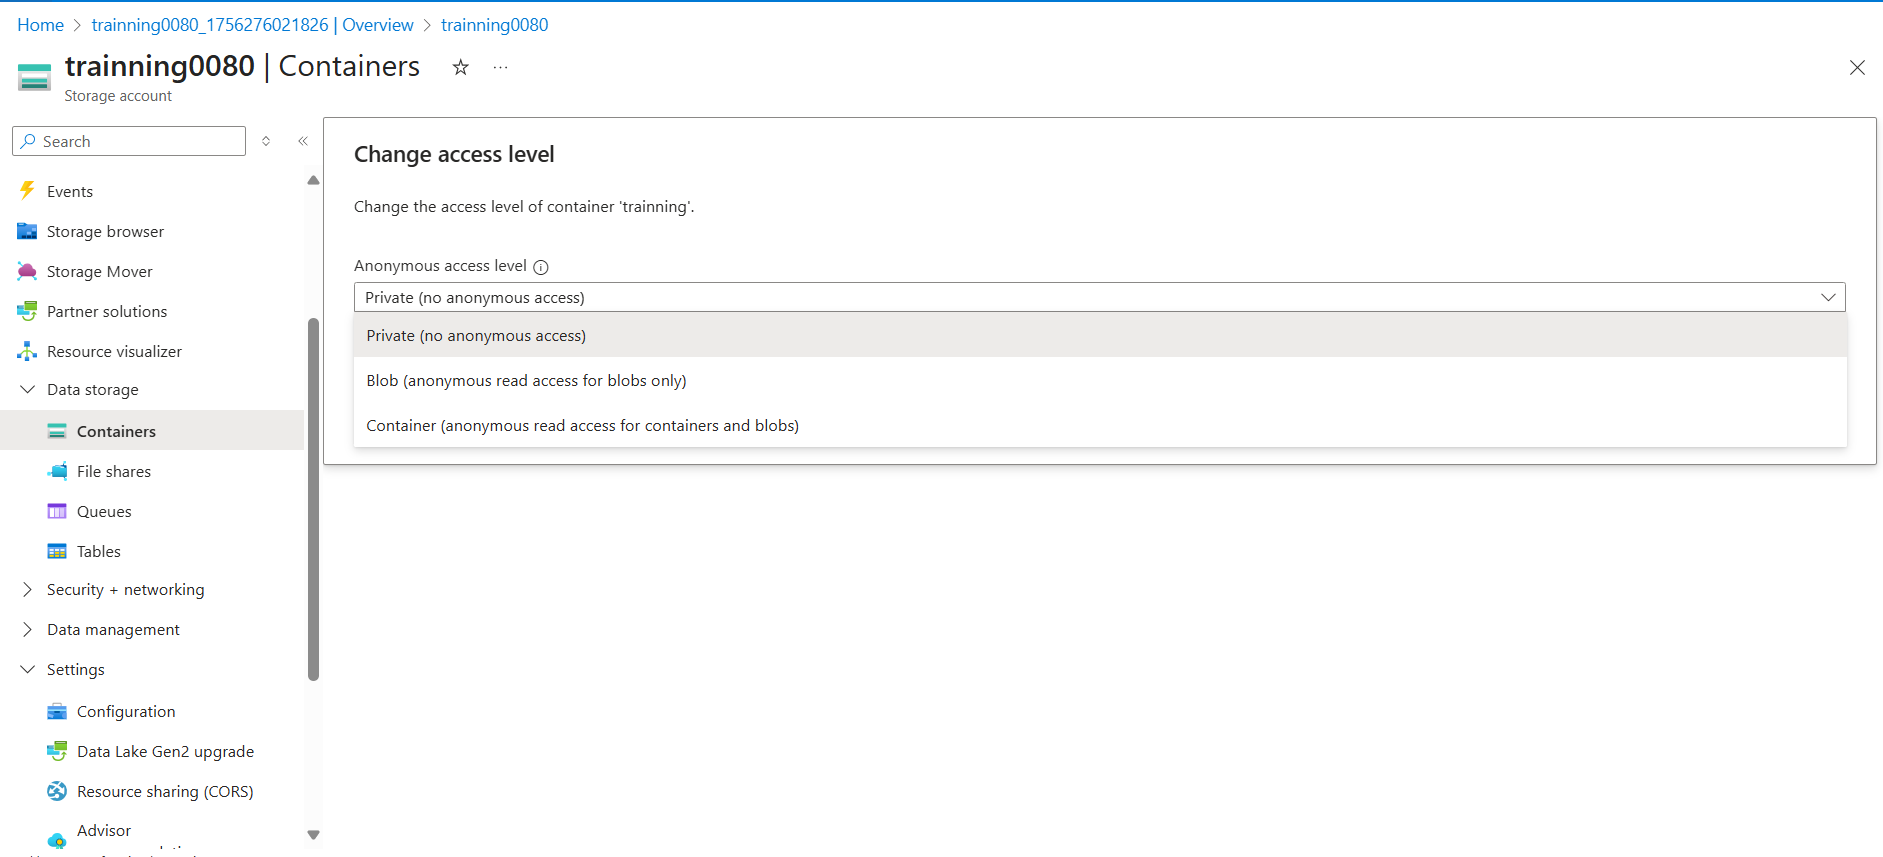 Home > trainning0080_1756276021826 | Overview > trainning0080
trainning0080 | Containers
Storage account
Search
Events
Storage browser
Storage Mover
Partner solutions
Resource visualizer
Data storage
Containers
File shares
Queues
Tables
Security + networking
Data management
Settings
Configuration
Data Lake Gen2 upgrade
Resource sharing (CORS)
Advisor
Change access level
Change the access level of container 'trainning'.
Anonymous access level
Private (no anonymous access)
Private (no anonymous access)
Blob (anonymous read access for blobs only)
Container (anonymous read access for containers and blobs)